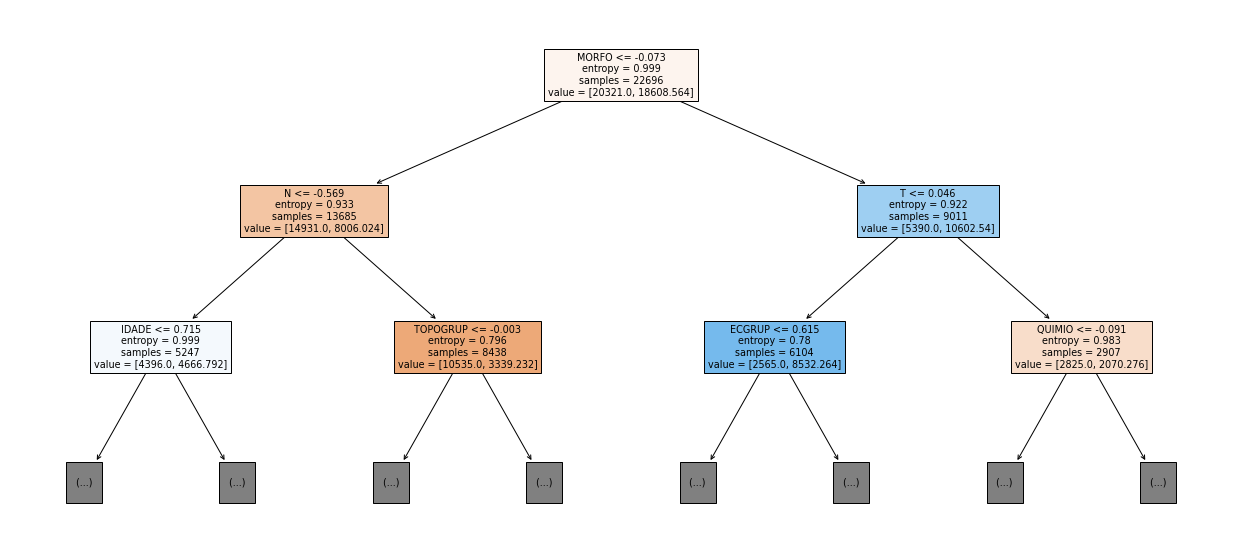 MORFO <= -0.073
entropy = 0.999
samples = 22696
value = [20321.0, 18608.564]
N <= -0.569
entropy = 0.933
samples = 13685
value = [14931.0, 8006.024]
T <= 0.046
entropy = 0.922
samples = 9011
value = [5390.0, 10602.54]
IDADE <= 0.715
entropy = 0.999
samples = 5247
value = [4396.0, 4666.792]
TOPOGRUP <= -0.003
entropy = 0.796
samples = 8438
value = [10535.0, 3339.232]
ECGRUP <= 0.615
entropy = 0.78
samples = 6104
value = [2565.0, 8532.264]
QUIMIO <= -0.091
entropy = 0.983
samples = 2907
value = [2825.0, 2070.276]
(...)
(...)
(...)
(...)
(...)
(...)
(...)
(...)